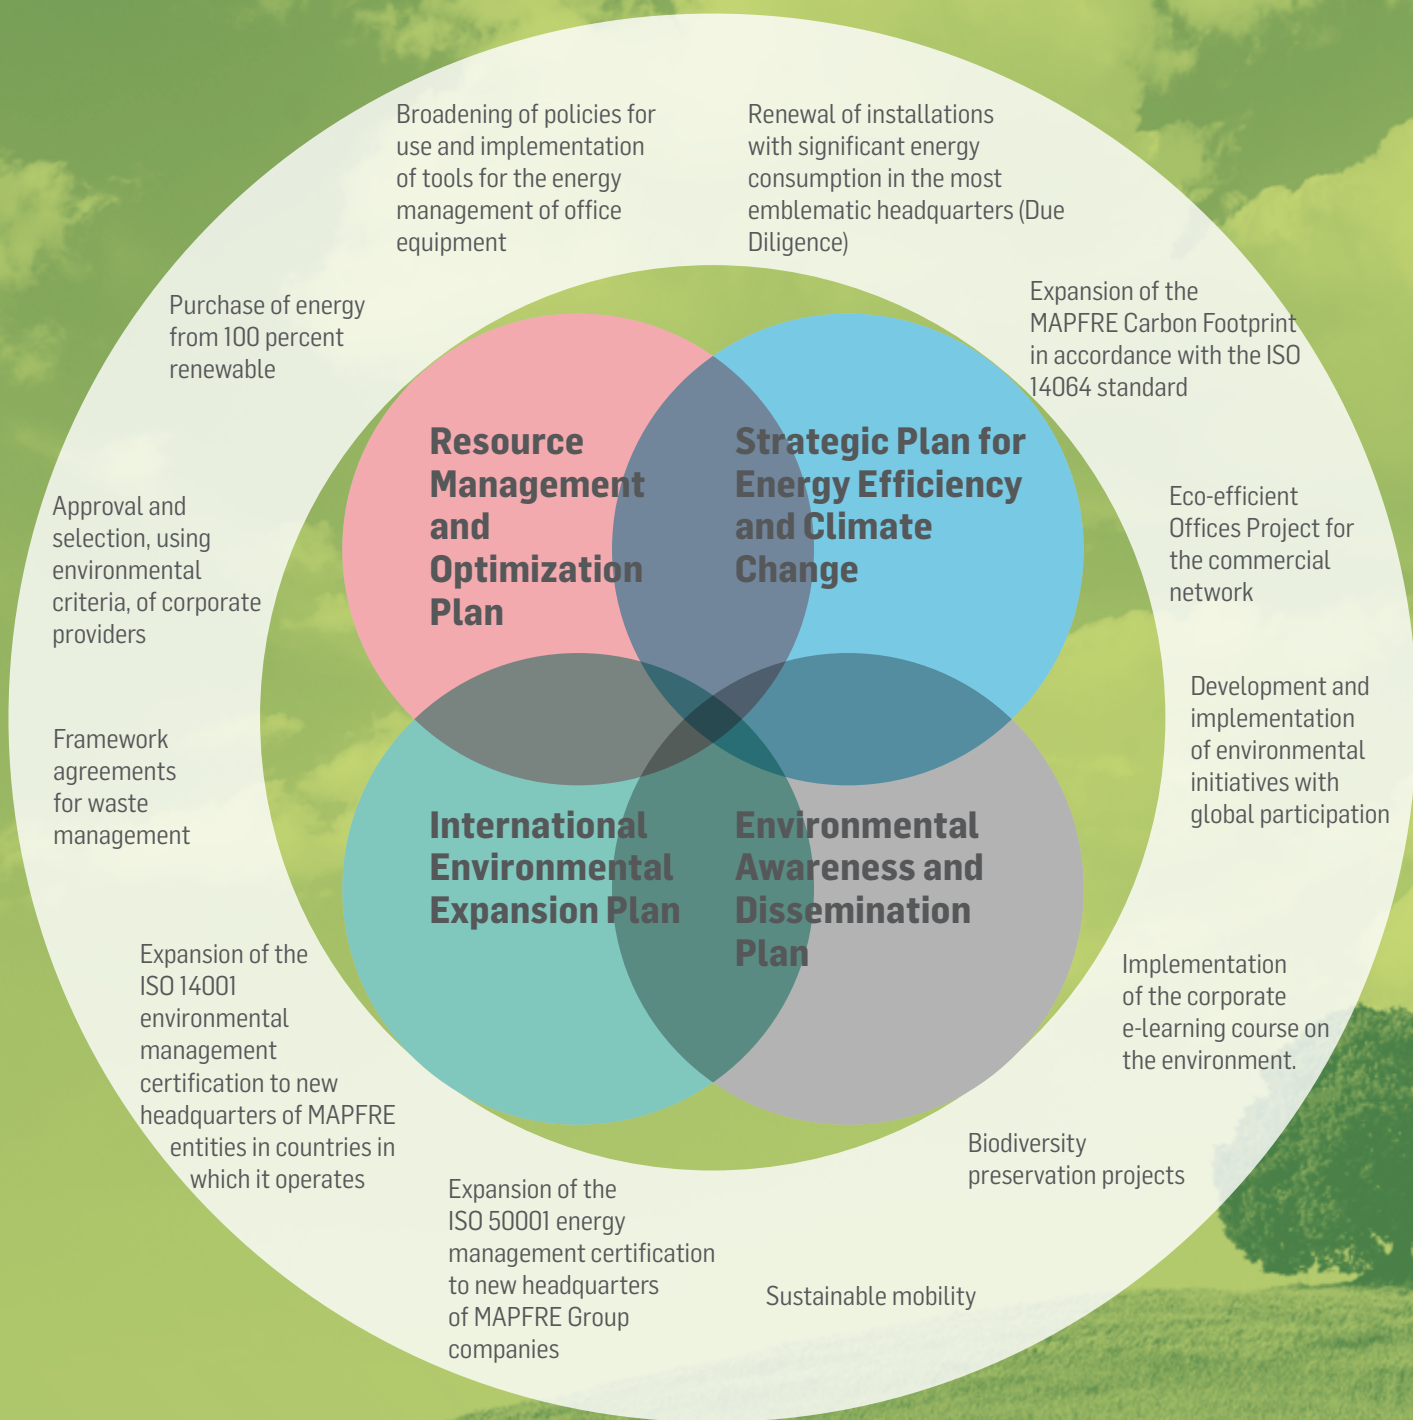 Broadening of policies for
use and implementation
of tools for the energy
management of office
equipment
Renewal of installations
with significant energy
consumption in the most
emblematic headquarters (Due
Diligence)
Purchase of energy
from 100 percent
renewable
Expansion of the
MAPFRE Carbon Footprint
in accordance with the ISO
14064 standard
Resource
Management
and
Optimization
Plan
Strategic Plan for
Energy Efficiency
and Climate
Change
Approval and
selection, using
environmental
criteria, of corporate
providers
Eco-efficient
Offices Project for
the commercial
network
Framework
agreements
for waste
management
Development and
implementation
of environmental
initiatives with
global participation
International
Environmental
Expansion Plan
Environmental
Awareness and
Dissemination
Plan
Expansion of the
ISO 14001
environmental
management
certification to new
headquarters of MAPFRE
entities in countries in
which it operates
Implementation
of the corporate
e-learning course on
the environment.
Biodiversity
preservation projects
Expansion of the
ISO 50001 energy
management certification
to new headquarters
of MAPFRE Group
companies
Sustainable mobility